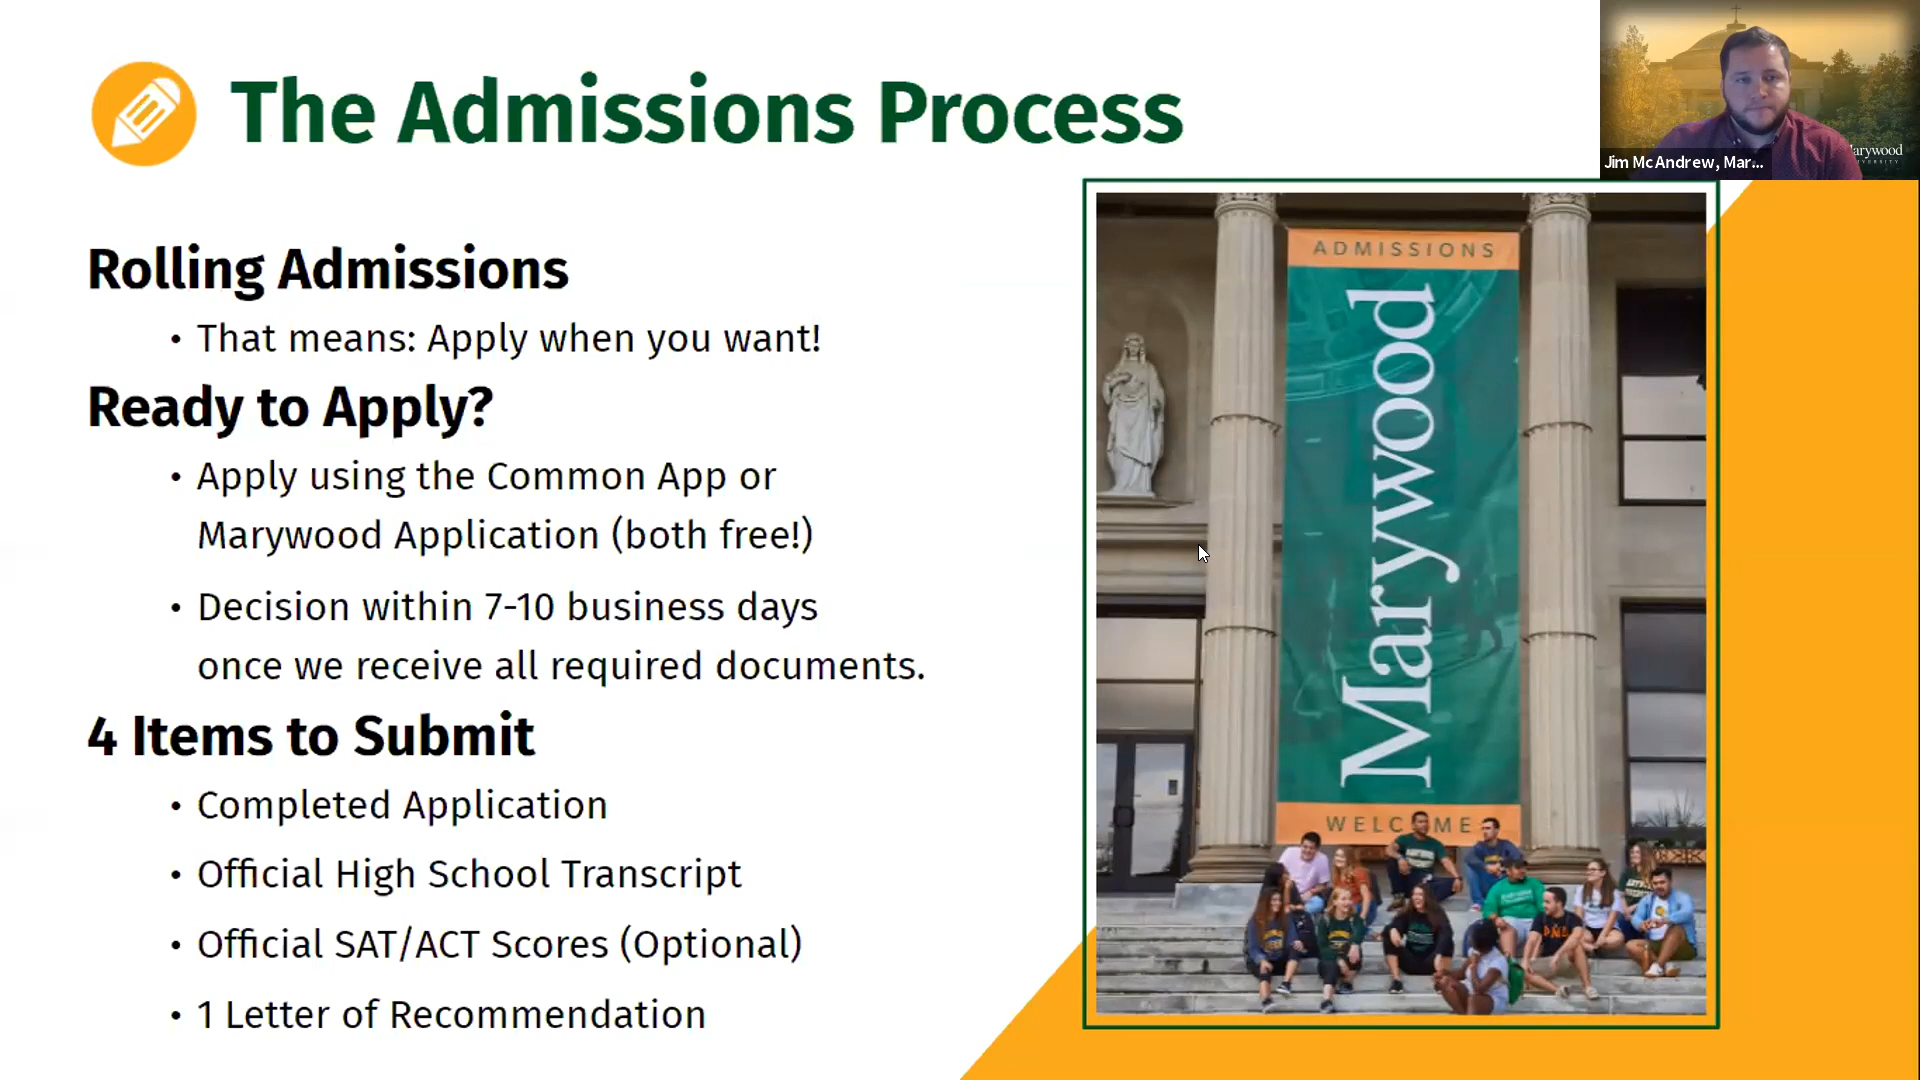 The Admissions Process
Jim McAndrew, Mar...
Rolling Admissions
• That means: Apply when you want!
Ready to Apply?
• Apply using the Common App or
Marywood Application (both free!)
• Decision within 7-10 business days
once we receive all required documents.
4 Items to Submit
• Completed Application
• Official High School Transcript
• Official SAT/ACT Scores (Optional)
• 1 Letter of Recommendation
ADMISSIONS
Marywood
WELCOME